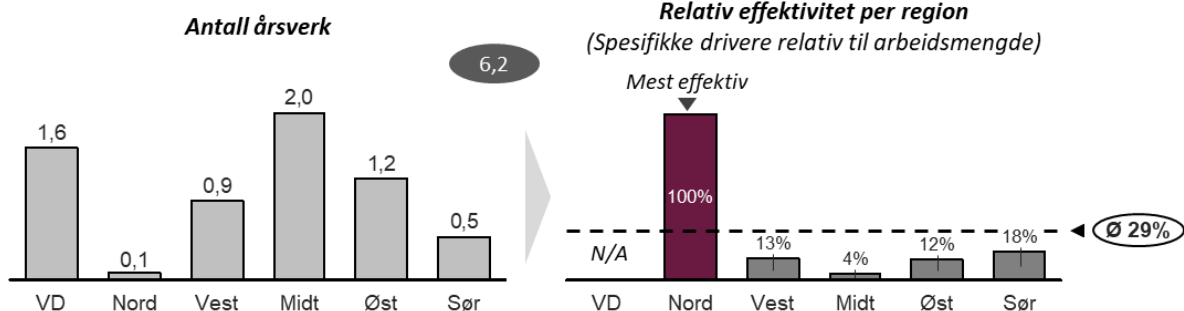 Antall årsverk
6,2
1,6
0,1
0,9
2,0
1,2
0,5
VD Nord Vest Midt Øst Sør
Relativ effektivitet per region
(Spesifikke drivere relativ til arbeidsmengde)
Mest effektiv
N/A
100%
13%
4%
12%
18%
Ø 29%
VD Nord Vest Midt Øst Sør